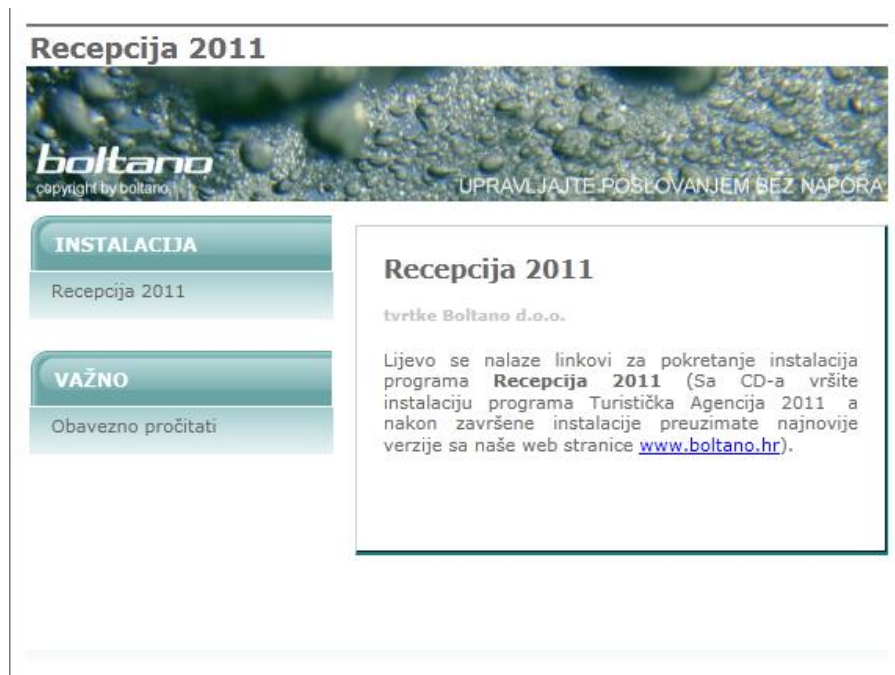 Recepcija 2011
boltano
copyright by boltano
UPRAVLJAJTE POSLOVANJEM BEZ NAPORA
INSTALACIJA
Recepcija 2011
VAŽNO
Obavezno pročitati
Recepcija 2011
tvrtke Boltano d.o.o.
Lijevo se nalaze linkovi za pokretanje instalacija
programa Recepcija 2011 (Sa CD-a vršite
instalaciju programa Turistička Agencija 2011 a
nakon završene instalacije preuzimate najnovije
verzije sa naše web stranice www.boltano.hr).